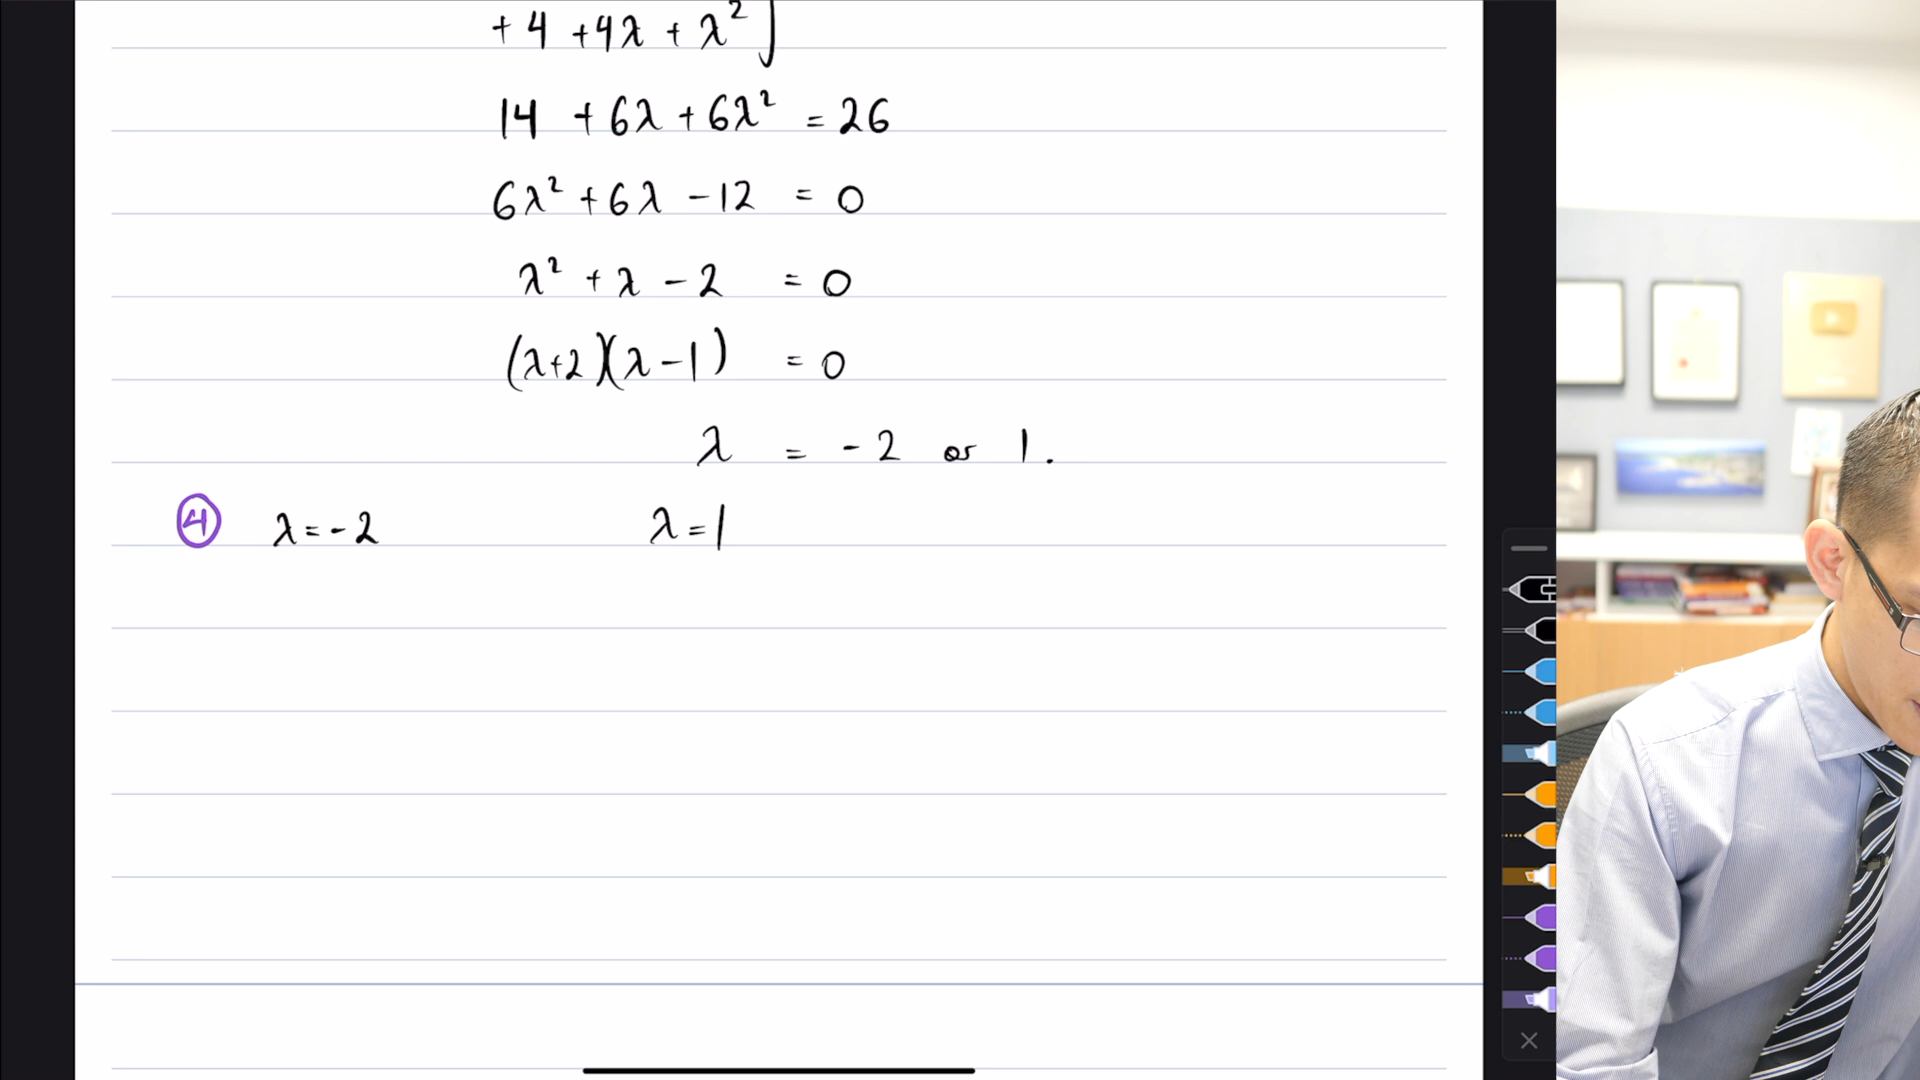 + 4 + 4λ + λ² ]
14 + 6λ + 6λ² = 26
6λ² + 6λ - 12 = 0
λ² + λ - 2 = 0
(λ+2)(λ-1) = 0
λ = -2 or 1.
④ λ = -2 λ = 1